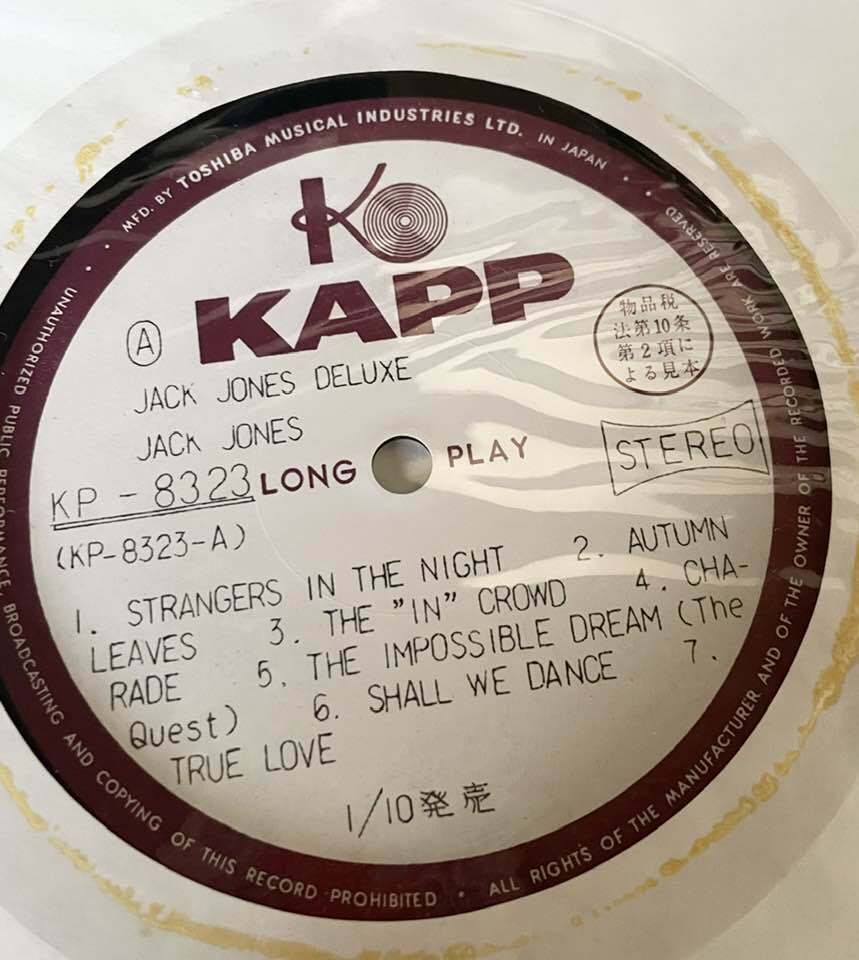 MFD. BY TOSHIBA MUSICAL INDUSTRIES LTD. IN JAPAN
KAPP
A
物品税
法第10条
第2項に
よる見本
JACK JONES DELUXE
JACK JONES
STEREO
KP - 8323 LONG PLAY
(KP-8323-A)
1. STRANGERS IN THE NIGHT 2. AUTUMN
LEAVES 3. THE "IN" CROWD 4. CHA-
RADE 5. THE IMPOSSIBLE DREAM (The
Quest) 6. SHALL WE DANCE 7.
TRUE LOVE
1/10発売
UNAUTHORIZED PUBLIC PERFORMANCE, BROADCASTING AND COPYING OF THIS RECORD PROHIBITED · ALL RIGHTS OF THE MANUFACTURER AND OF THE OWNER OF THE RECORDED WORK ARE RESERVED